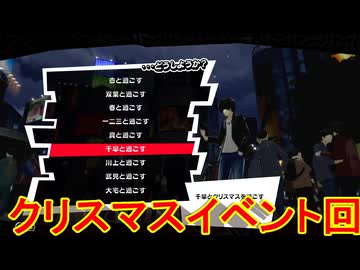 …どうしようか?
杏と過ごす
双葉と過ごす
春と過ごす
一二三と過ごす
真と過ごす
千早と過ごす
川上と過ごす
武見と過ごす
大宅と過ごす
千早とクリスマスを過ごす
クリスマスイベント回